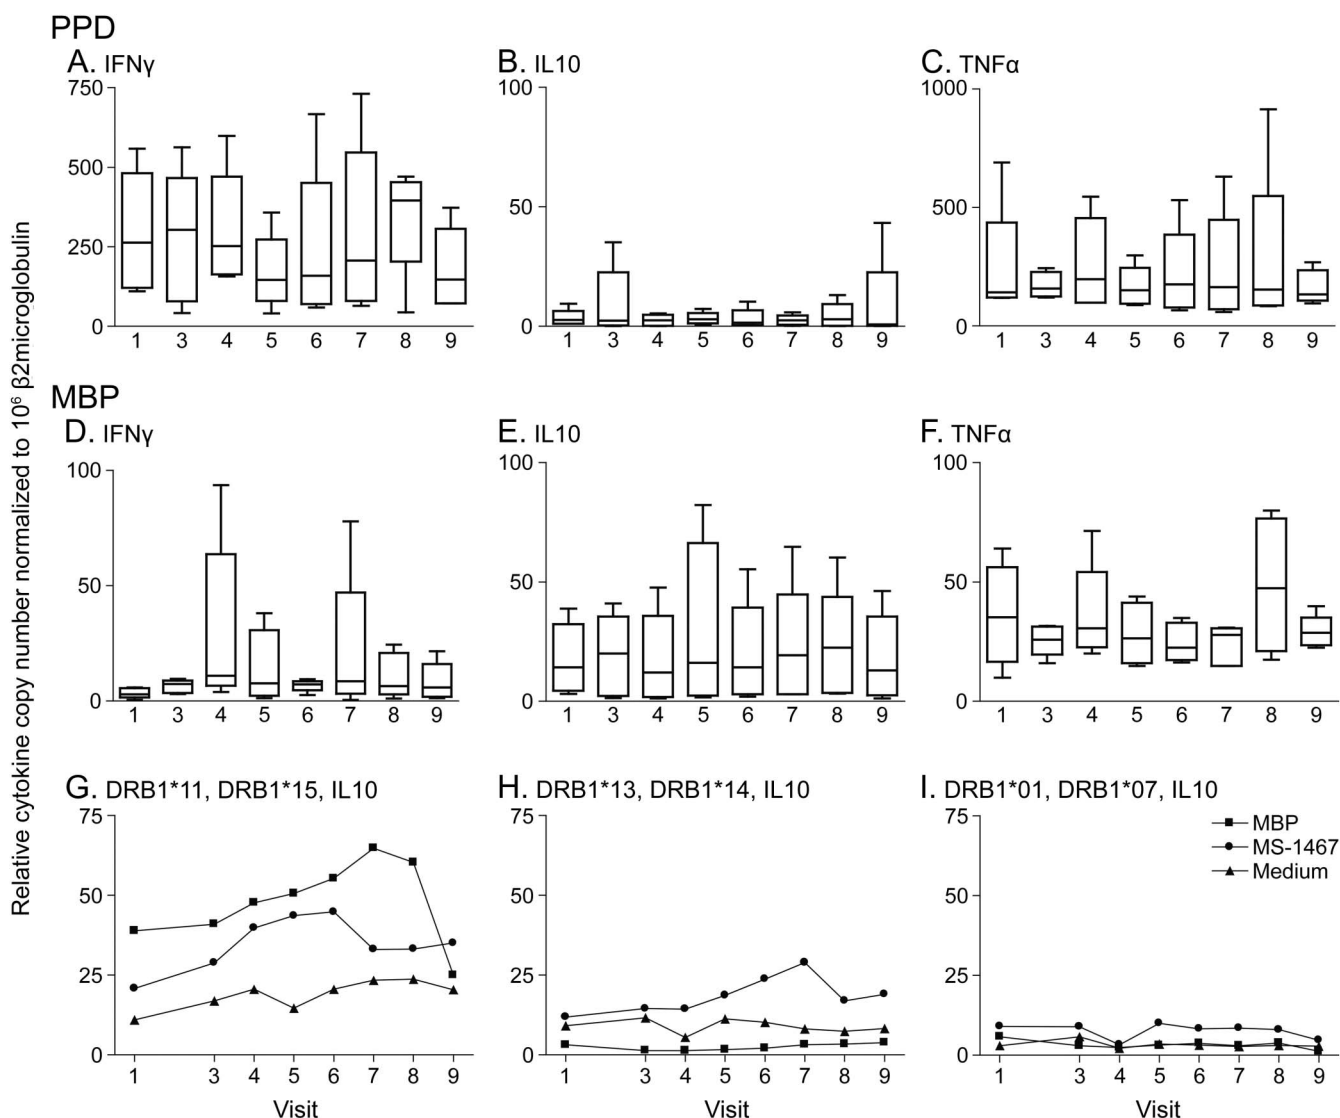 PPD
A. IFNγ
B. IL10
C. TNFα
750
500
250
0
1 3 4 5 6 7 8 9
100
50
0
1 3 4 5 6 7 8 9
1000
500
0
1 3 4 5 6 7 8 9
Relative cytokine copy number normalized to 10⁶ β2microglobulin
MBP
D. IFNγ
E. IL10
F. TNFα
100
50
0
1 3 4 5 6 7 8 9
100
50
0
1 3 4 5 6 7 8 9
100
50
0
1 3 4 5 6 7 8 9
G. DRB1*11, DRB1*15, IL10
H. DRB1*13, DRB1*14, IL10
I. DRB1*01, DRB1*07, IL10
75
50
25
0
1 3 4 5 6 7 8 9
Visit
75
50
25
0
1 3 4 5 6 7 8 9
Visit
75
50
25
0
MBP
MS-1467
Medium
1 3 4 5 6 7 8 9
Visit